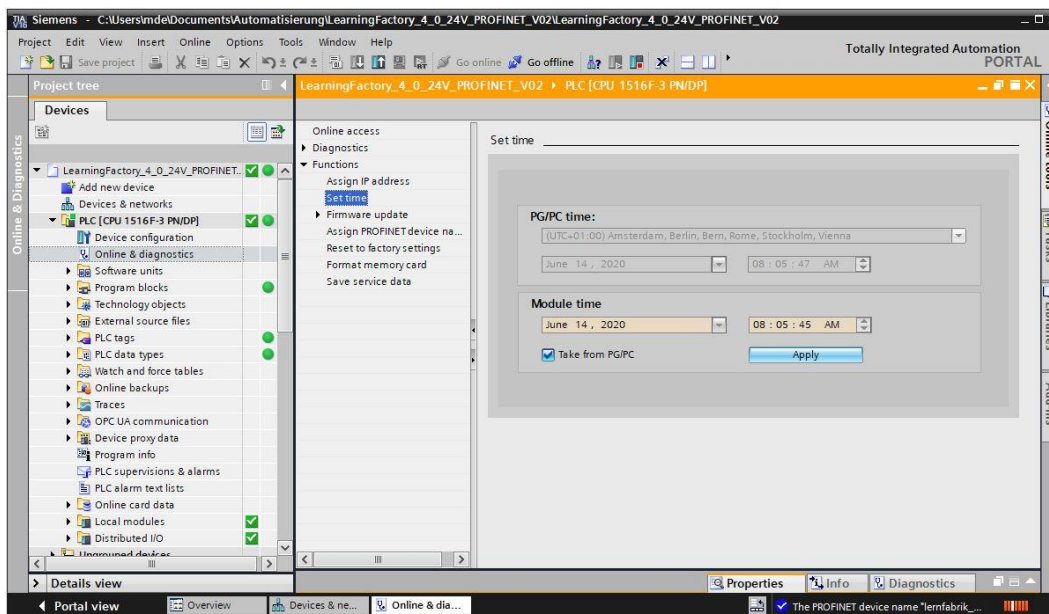 Siemens - C:\Users\mde\Documents\Automatisierung\LearningFactory_4_0_24V_PROFINET_V02\LearningFactory_4_0_24V_PROFINET_V02
Project Edit View Insert Online Options Tools Window Help
Totally Integrated Automation
PORTAL
Save project
Go online
Go offline
Project tree
LearningFactory_4_0_24V_PROFINET_V02 PLC [CPU 1516F-3 PN/DP]
Devices
Online & Diagnostics
LearningFactory_4_0_24V_PROFINET..
Add new device
Devices & networks
PLC [CPU 1516F-3 PN/DP]
Device configuration
Online & diagnostics
Software units
Program blocks
Technology objects
External source files
PLC tags
PLC data types
Watch and force tables
Online backups
Traces
OPC UA communication
Device proxy data
Program info
PLC supervisions & alarms
PLC alarm text lists
Online card data
Local modules
Distributed I/O
Ungrouped devices
Online access
Diagnostics
Functions
Assign IP address
Set time
Firmware update
Assign PROFINET device na...
Reset to factory settings
Format memory card
Save service data
Set time
PG/PC time:
(UTC+01:00) Amsterdam, Berlin, Bern, Rome, Stockholm, Vienna
June 14, 2020
08 : 05 : 47 AM
Module time
June 14, 2020
08 : 05 : 45 AM
Take from PG/PC
Apply
Details view
Properties
Info
Diagnostics
Portal view
Overview
Devices & ne...
Online & dia...
The PROFINET device name "lernfabrik_...